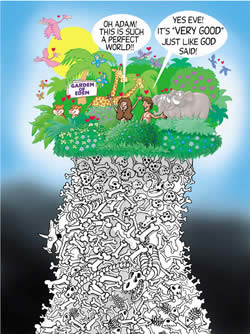 OH ADAM!
THIS IS SUCH
A PERFECT
WORLD!!
YES EVE!
IT'S "VERY GOOD"
JUST LIKE GOD
SAID!
GARDEN
OF
EDEN